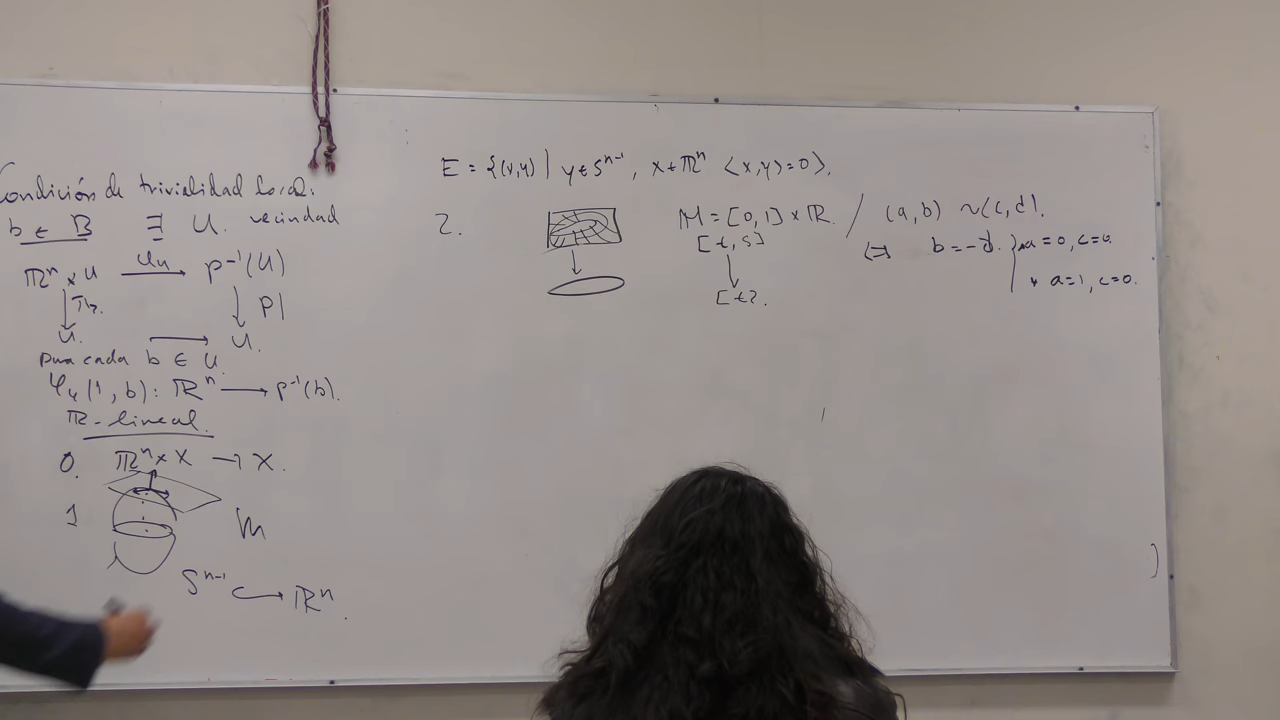 Condición de trivialidad local:
b ∈ B ∃ U. vecindad
ℝⁿ × U —φᵤ→ p⁻¹(U)
↓ π₂. ↓ p|
U. ⟶ U.
para cada b ∈ U
φᵤ( , b): ℝⁿ ⟶ p⁻¹(b).
ℝ-lineal.
0. ℝⁿ × X → X.
1 M
Sⁿ⁻¹ ↪ ℝⁿ.
E = {(x,y) | y ∈ Sⁿ⁻¹, x ∈ ℝⁿ <x,y>=0}.
2. M = [0,1] × ℝ. / (a,b) ~ (c,d).
[t,s] ⇔ b = -d. a=0, c=0.
↓ a=1, c=0.
[t].